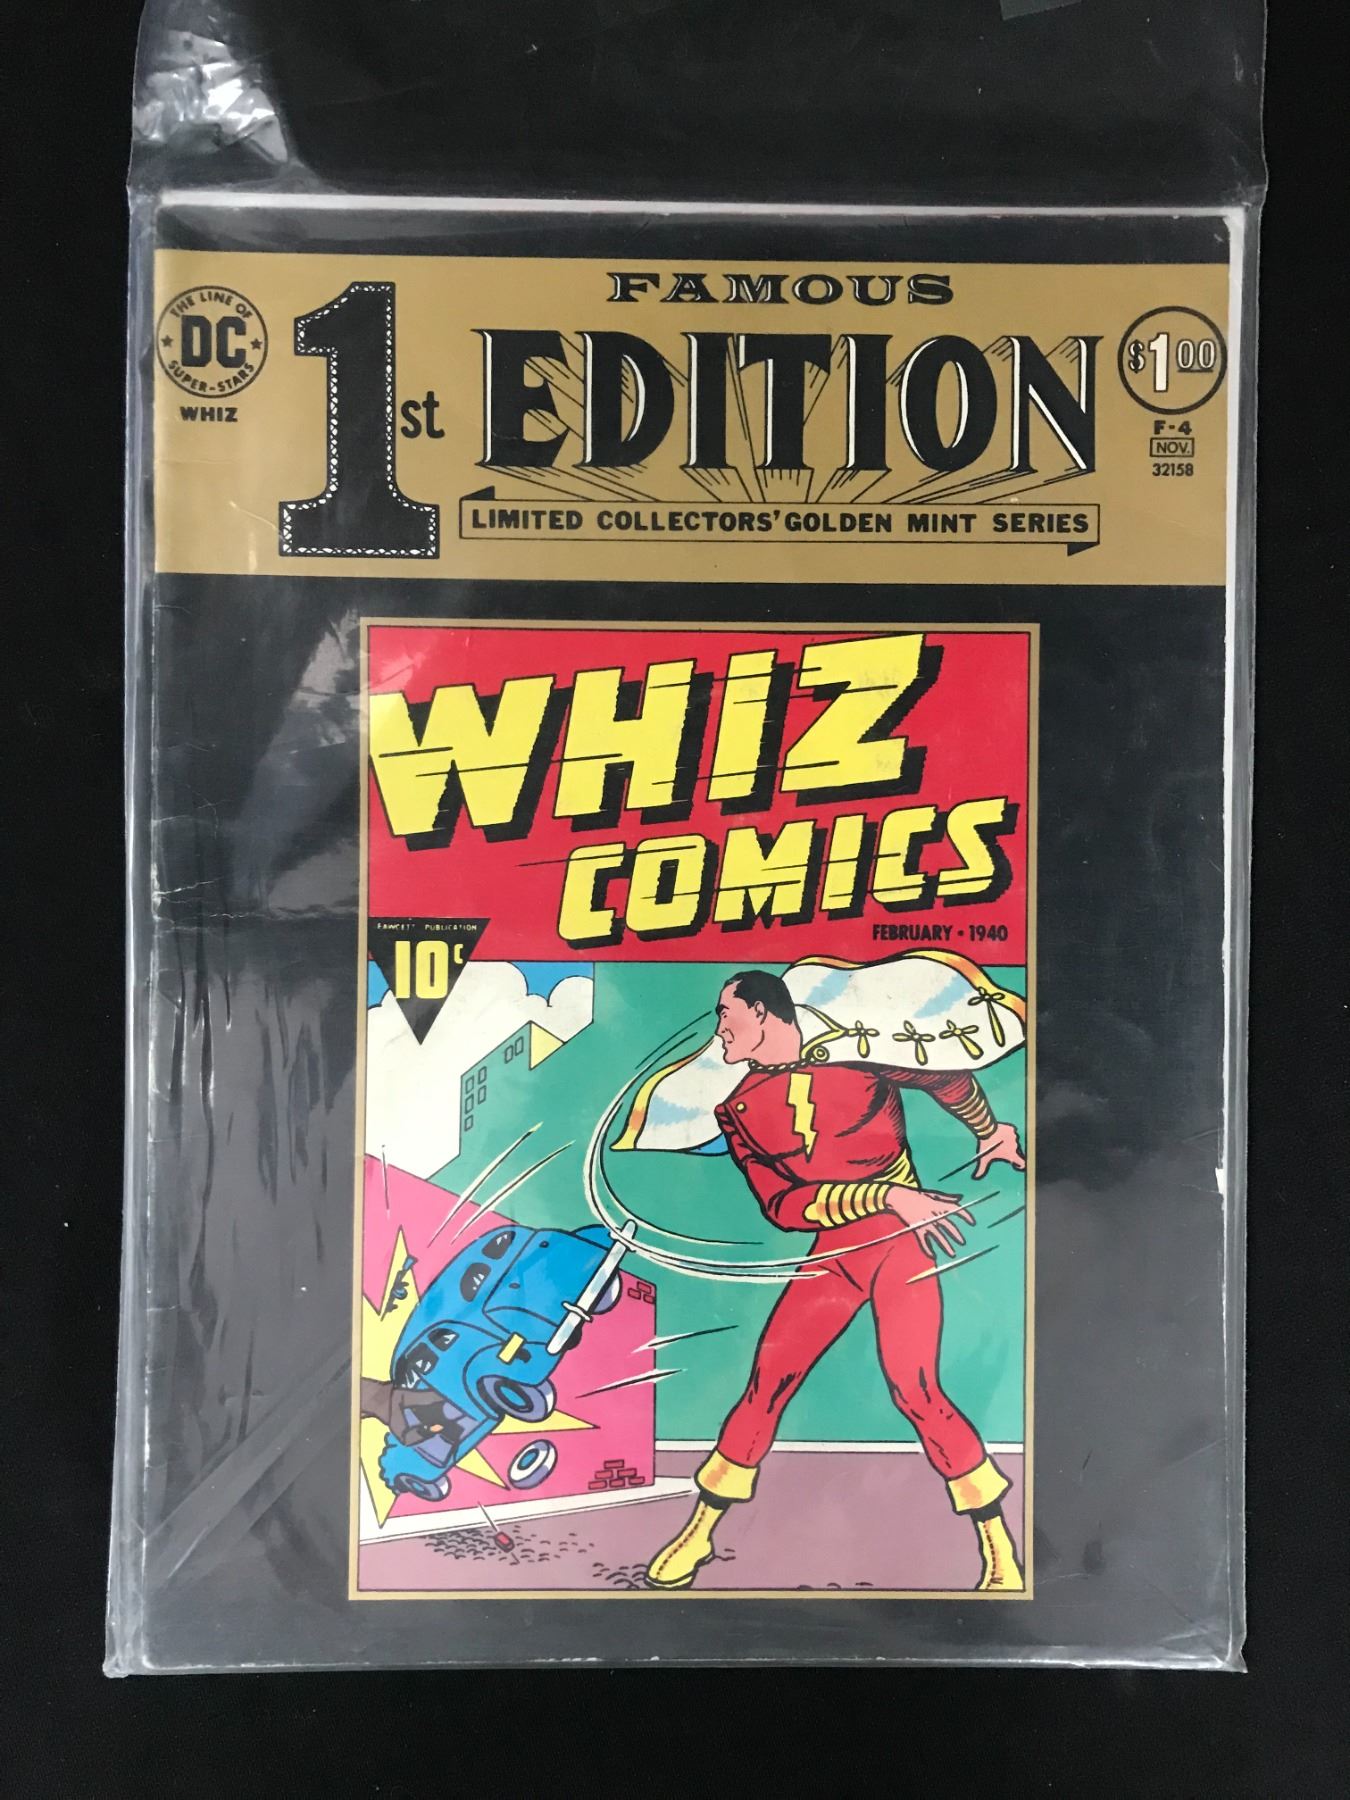 FAMOUS
1st EDITION
LIMITED COLLECTORS' GOLDEN MINT SERIES
THE LINE OF
DC
SUPER-STARS
WHIZ
$1 00
F-4
NOV.
32158
WHIZ
COMICS
FEBRUARY • 1940
FAWCETT PUBLICATION
10¢